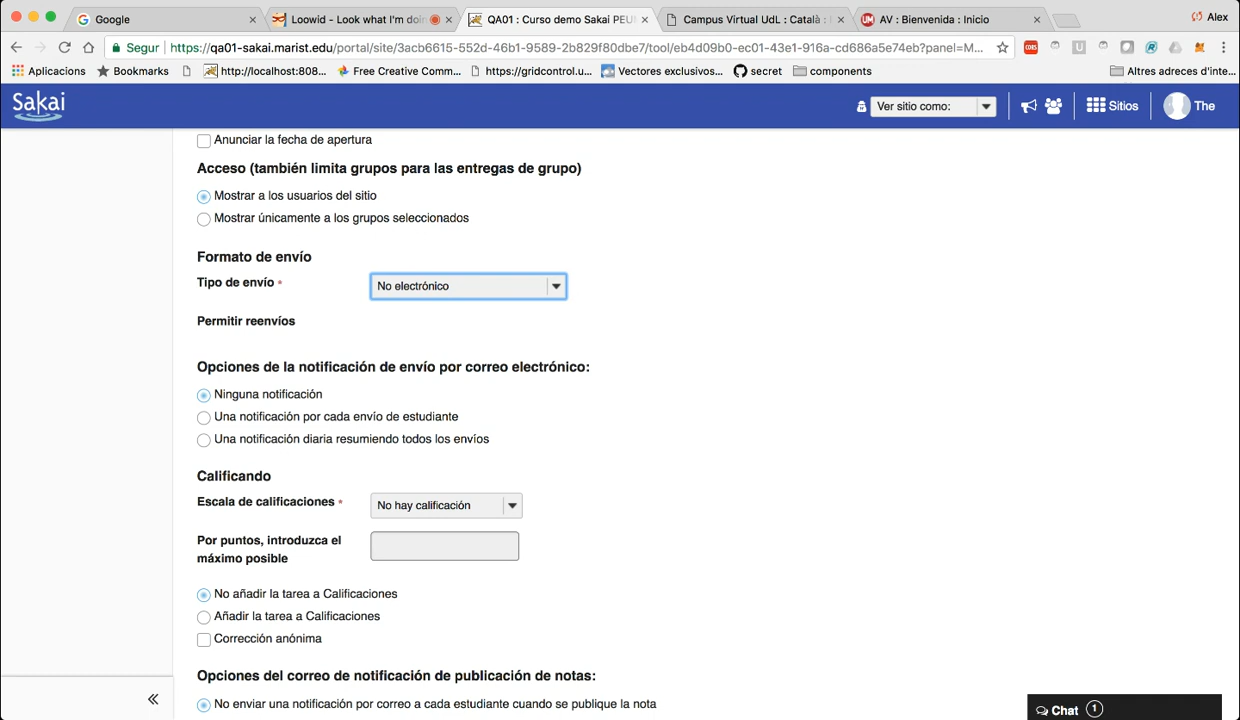 Google
Loowid - Look what I'm doin
QA01 : Curso demo Sakai PEU
Campus Virtual UdL : Català :
AV : Bienvenida : Inicio
Alex
Segur
https://qa01-sakai.marist.edu/portal/site/3acb6615-552d-46b1-9589-2b829f80dbe7/tool/eb4d09b0-ec01-43e1-916a-cd686a5e74eb?panel=M...
Aplicacions
Bookmarks
http://localhost:808...
Free Creative Comm...
https://gridcontrol.u...
Vectores exclusivos...
secret
components
Altres adreces d'inte...
Sakai
Ver sitio como:
Sitios
The
Anunciar la fecha de apertura
Acceso (también limita grupos para las entregas de grupo)
Mostrar a los usuarios del sitio
Mostrar únicamente a los grupos seleccionados
Formato de envío
Tipo de envío *
No electrónico
Permitir reenvíos
Opciones de la notificación de envío por correo electrónico:
Ninguna notificación
Una notificación por cada envío de estudiante
Una notificación diaria resumiendo todos los envíos
Calificando
Escala de calificaciones *
No hay calificación
Por puntos, introduzca el
máximo posible
No añadir la tarea a Calificaciones
Añadir la tarea a Calificaciones
Corrección anónima
Opciones del correo de notificación de publicación de notas:
No enviar una notificación por correo a cada estudiante cuando se publique la nota
Chat 1